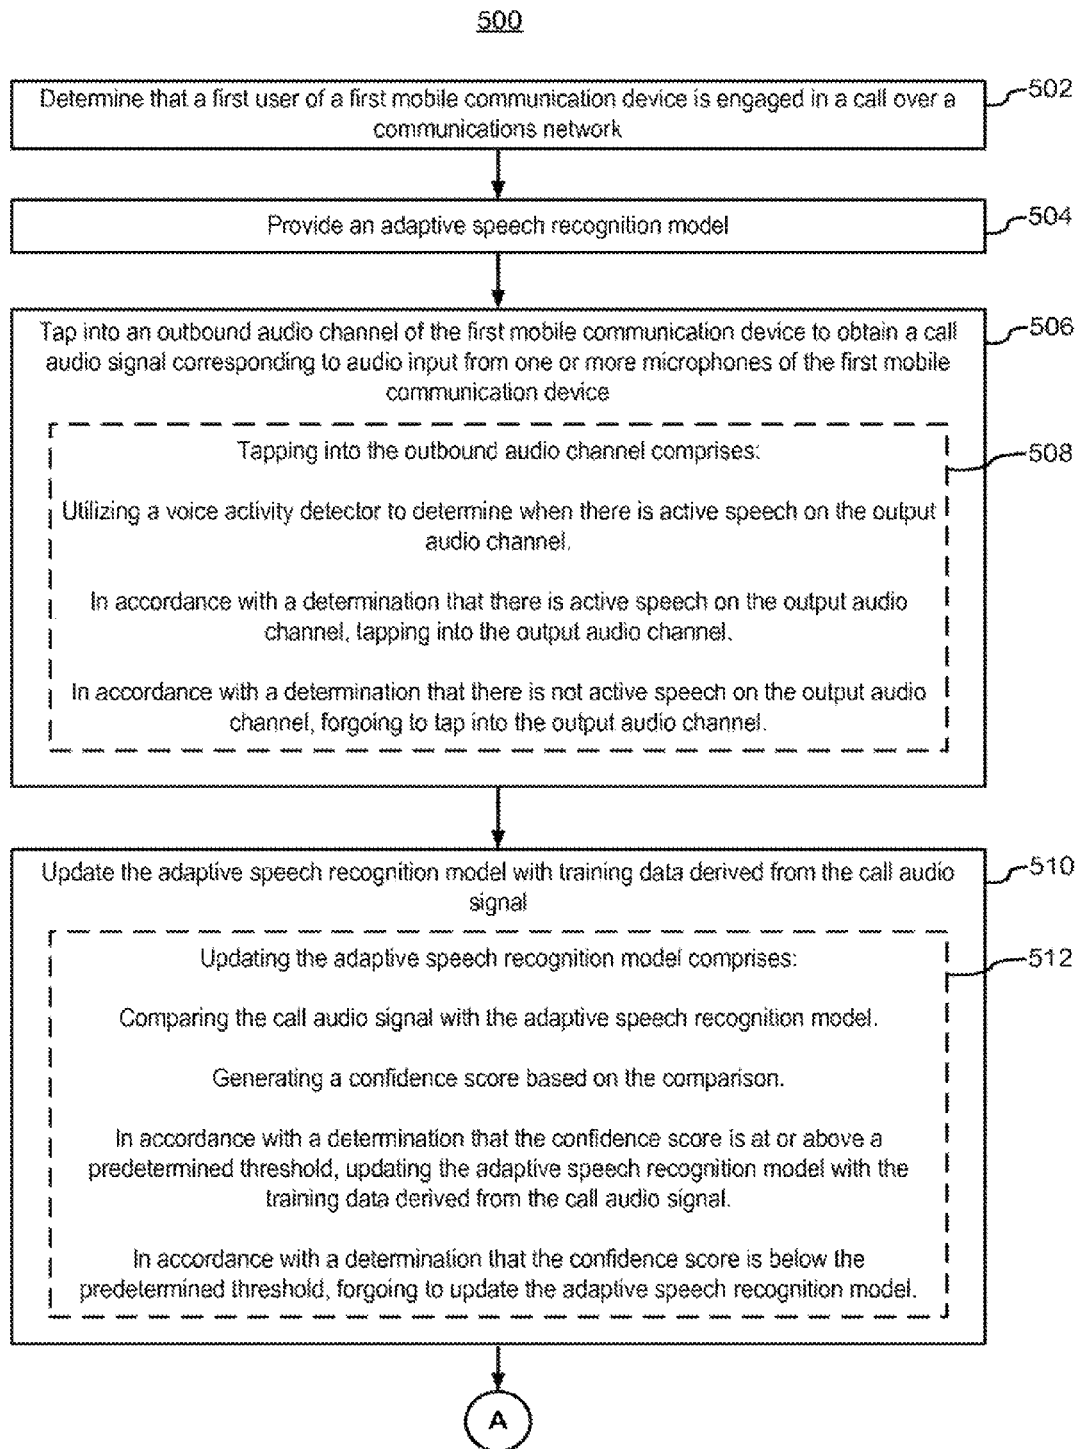 500
Determine that a first user of a first mobile communication device is engaged in a call over a
communications network
502
Provide an adaptive speech recognition model
504
Tap into an outbound audio channel of the first mobile communication device to obtain a call
audio signal corresponding to audio input from one or more microphones of the first mobile
communication device
506
Tapping into the outbound audio channel comprises:
508
Utilizing a voice activity detector to determine when there is active speech on the output
audio channel.
In accordance with a determination that there is active speech on the output audio
channel, tapping into the output audio channel.
In accordance with a determination that there is not active speech on the output audio
channel, forgoing to tap into the output audio channel.
Update the adaptive speech recognition model with training data derived from the call audio
signal
510
Updating the adaptive speech recognition model comprises:
512
Comparing the call audio signal with the adaptive speech recognition model.
Generating a confidence score based on the comparison.
In accordance with a determination that the confidence score is at or above a
predetermined threshold, updating the adaptive speech recognition model with the
training data derived from the call audio signal.
In accordance with a determination that the confidence score is below the
predetermined threshold, forgoing to update the adaptive speech recognition model.
A